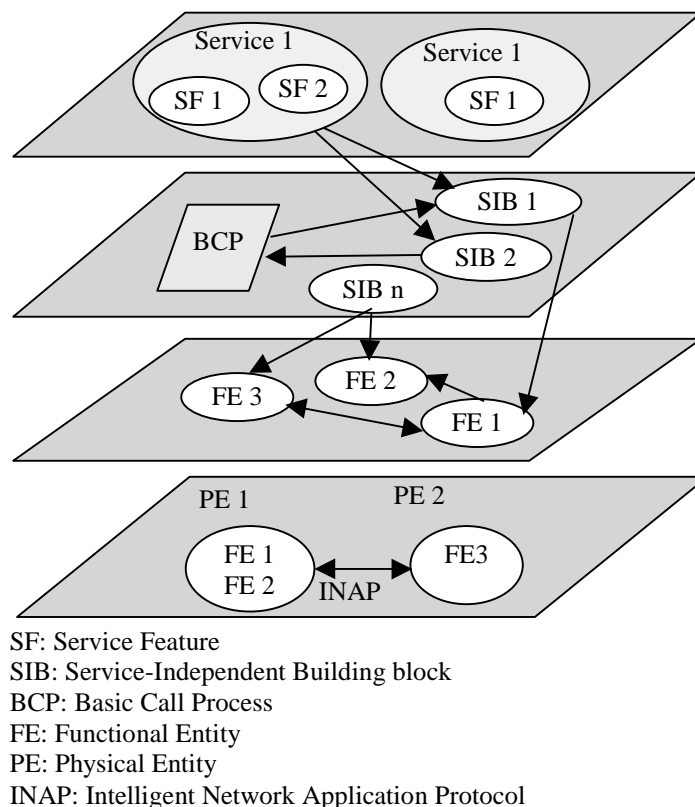 Service 1
Service 1
SF 1
SF 2
SF 1
SIB 1
BCP
SIB 2
SIB n
FE 3
FE 2
FE 1
PE 1
PE 2
FE 1
FE 2
FE3
INAP
SF: Service Feature
SIB: Service-Independent Building block
BCP: Basic Call Process
FE: Functional Entity
PE: Physical Entity
INAP: Intelligent Network Application Protocol